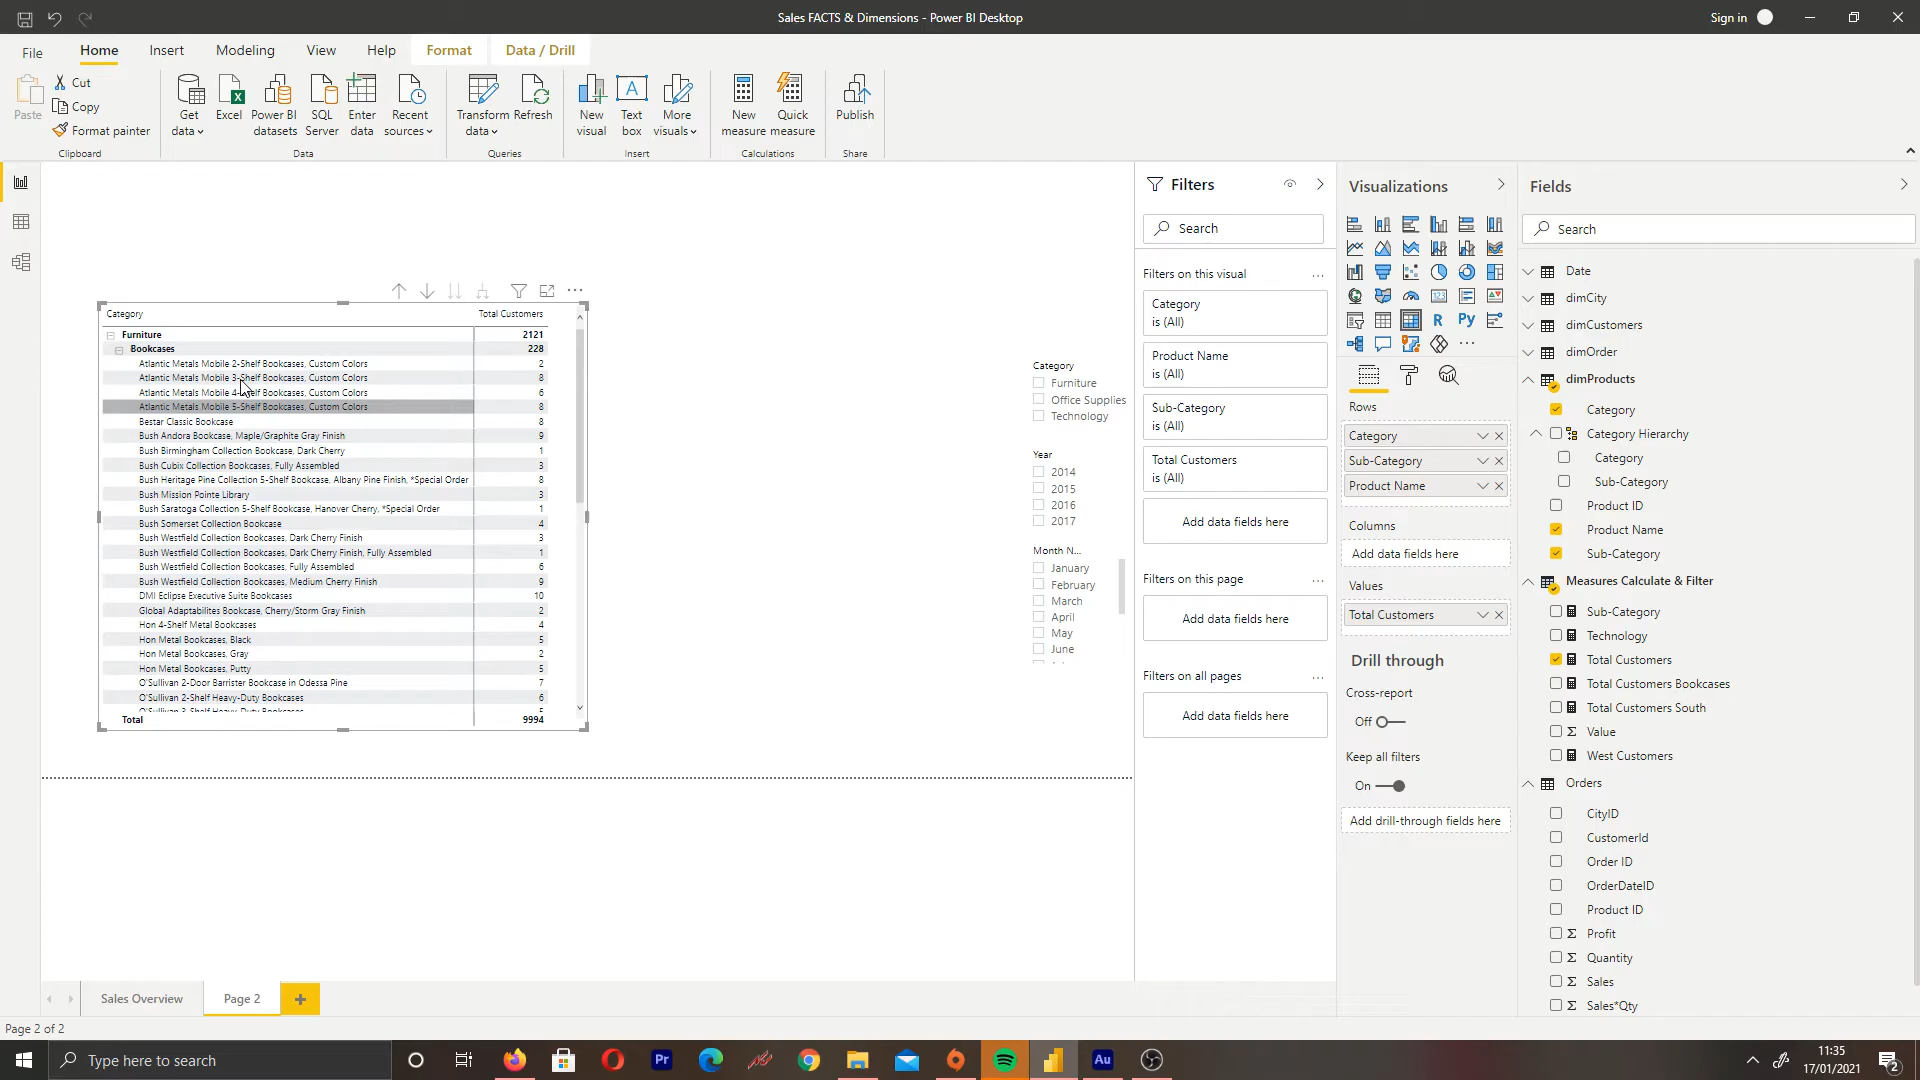 Sales FACTS & Dimensions - Power BI Desktop
Sign in
File
Home
Insert
Modeling
View
Help
Format
Data / Drill
Paste
Cut
Copy
Format painter
Clipboard
Get data
Excel
Power BI datasets
SQL Server
Enter data
Recent sources
Data
Transform data
Refresh
Queries
New visual
Text box
More visuals
Insert
New measure
Quick measure
Calculations
Publish
Share
Category Total Customers
Furniture 2121
Bookcases 228
Atlantic Metals Mobile 2-Shelf Bookcases, Custom Colors 2
Atlantic Metals Mobile 3-Shelf Bookcases, Custom Colors 8
Atlantic Metals Mobile 4-Shelf Bookcases, Custom Colors 6
Atlantic Metals Mobile 5-Shelf Bookcases, Custom Colors 8
Bestar Classic Bookcase 8
Bush Andora Bookcase, Maple/Graphite Gray Finish 9
Bush Birmingham Collection Bookcase, Dark Cherry 1
Bush Cubix Collection Bookcases, Fully Assembled 3
Bush Heritage Pine Collection 5-Shelf Bookcase, Albany Pine Finish, *Special Order 8
Bush Mission Pointe Library 3
Bush Saratoga Collection 5-Shelf Bookcase, Hanover Cherry, *Special Order 1
Bush Somerset Collection Bookcase 4
Bush Westfield Collection Bookcases, Dark Cherry Finish 3
Bush Westfield Collection Bookcases, Dark Cherry Finish, Fully Assembled 1
Bush Westfield Collection Bookcases, Fully Assembled 6
Bush Westfield Collection Bookcases, Medium Cherry Finish 9
DMI Eclipse Executive Suite Bookcases 10
Global Adaptabilites Bookcase, Cherry/Storm Gray Finish 2
Hon 4-Shelf Metal Bookcases 4
Hon Metal Bookcases, Black 5
Hon Metal Bookcases, Gray 2
Hon Metal Bookcases, Putty 5
O'Sullivan 2-Door Barrister Bookcase in Odessa Pine 7
O'Sullivan 2-Shelf Heavy-Duty Bookcases 6
O'Sullivan 3-Shelf Heavy-Duty Bookcases 5
Total 9994
Category
Furniture
Office Supplies
Technology
Year
2014
2015
2016
2017
Month N...
January
February
March
April
May
June
Filters
Search
Filters on this visual ...
Category
is (All)
Product Name
is (All)
Sub-Category
is (All)
Total Customers
is (All)
Add data fields here
Filters on this page ...
Add data fields here
Filters on all pages ...
Add data fields here
Visualizations
R
Py
...
Rows
Category
Sub-Category
Product Name
Columns
Add data fields here
Values
Total Customers
Drill through
Cross-report
Off
Keep all filters
On
Add drill-through fields here
Fields
Search
Date
dimCity
dimCustomers
dimOrder
dimProducts
Category
Category Hierarchy
Category
Sub-Category
Product ID
Product Name
Sub-Category
Measures Calculate & Filter
Sub-Category
Technology
Total Customers
Total Customers Bookcases
Total Customers South
Value
West Customers
Orders
CityID
CustomerId
Order ID
OrderDateID
Product ID
Profit
Quantity
Sales
Sales*Qty
Sales Overview
Page 2
Page 2 of 2
Type here to search
Pr
Au
11:35
17/01/2021
2